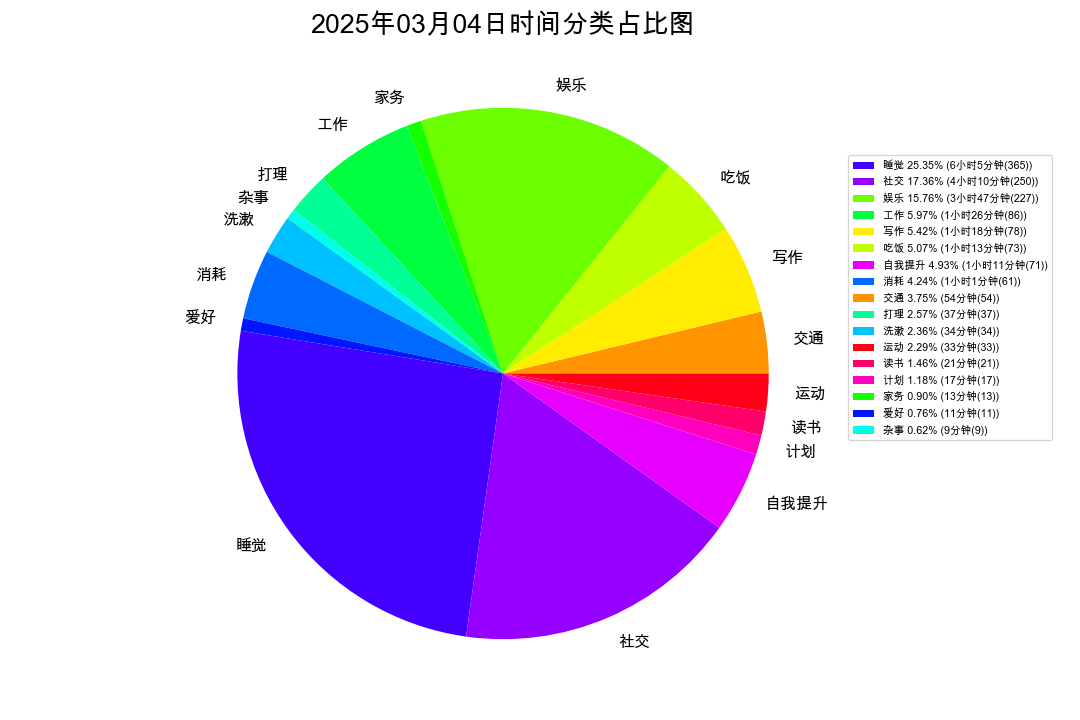 2025年03月04日时间分类占比图
娱乐
家务
工作
打理
吃饭
杂事
洗漱
写作
消耗
爱好
交通
运动
读书
计划
自我提升
睡觉
社交
睡觉 25.35% (6小时5分钟(365))
社交 17.36% (4小时10分钟(250))
娱乐 15.76% (3小时47分钟(227))
工作 5.97% (1小时26分钟(86))
写作 5.42% (1小时18分钟(78))
吃饭 5.07% (1小时13分钟(73))
自我提升 4.93% (1小时11分钟(71))
消耗 4.24% (1小时1分钟(61))
交通 3.75% (54分钟(54))
打理 2.57% (37分钟(37))
洗漱 2.36% (34分钟(34))
运动 2.29% (33分钟(33))
读书 1.46% (21分钟(21))
计划 1.18% (17分钟(17))
家务 0.90% (13分钟(13))
爱好 0.76% (11分钟(11))
杂事 0.62% (9分钟(9))